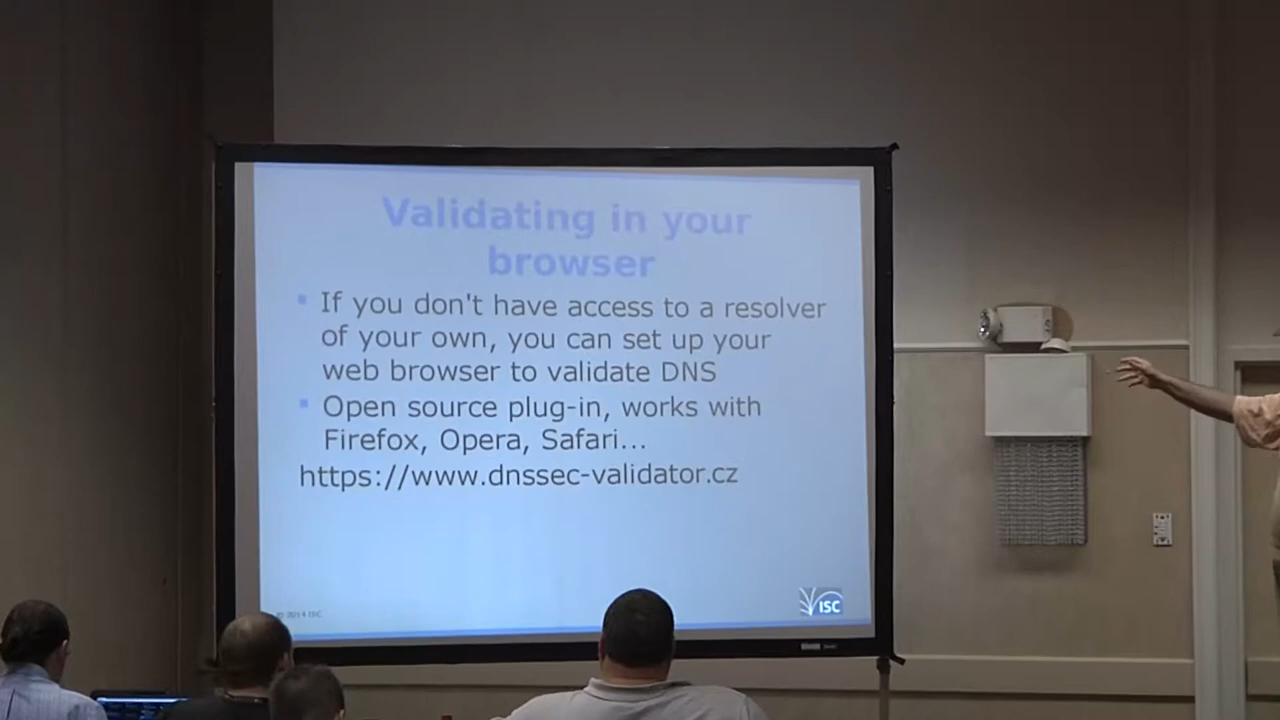 Validating in your
browser
If you don't have access to a resolver
of your own, you can set up your
web browser to validate DNS
Open source plug-in, works with
Firefox, Opera, Safari...
https://www.dnssec-validator.cz
© 2014 ISC
ISC